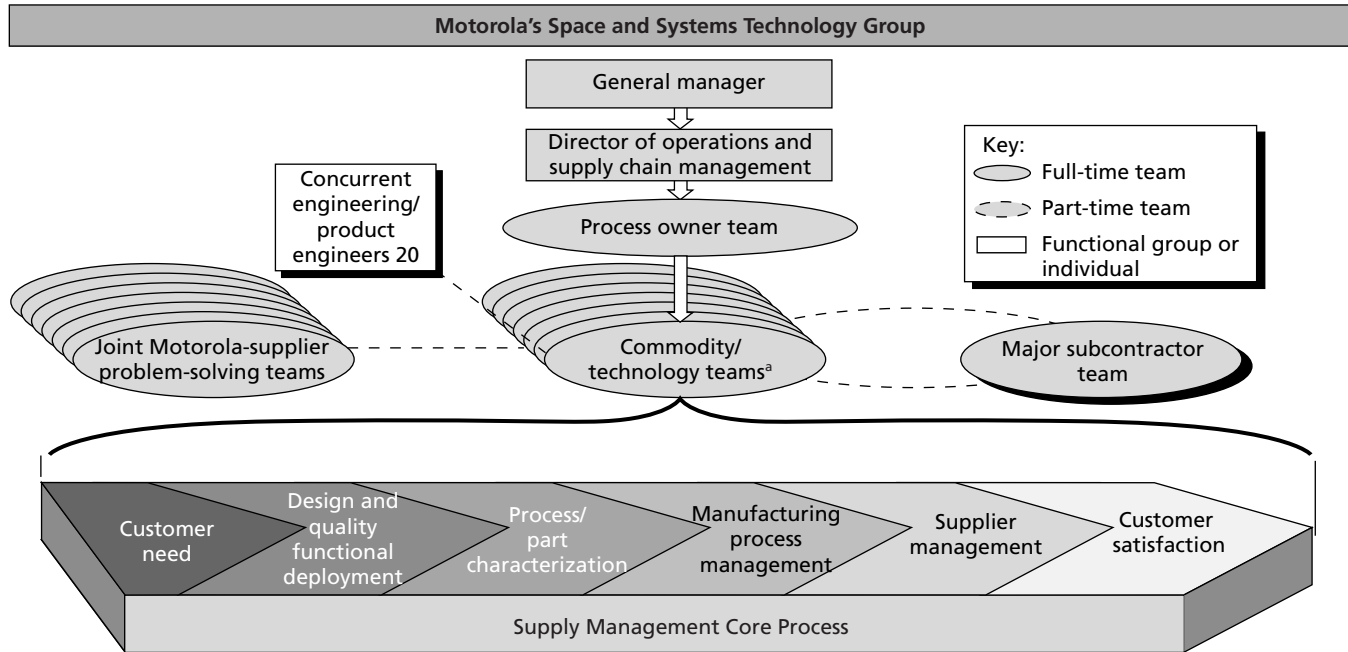 Motorola’s Space and Systems Technology Group
General manager
Director of operations and
supply chain management
Process owner team
Concurrent
engineering/
product
engineers 20
Key:
Full-time team
Part-time team
Functional group or
individual
Joint Motorola-supplier
problem-solving teams
Commodity/
technology teamsᵃ
Major subcontractor
team
Customer
need
Design and
quality
functional
deployment
Process/
part
characterization
Manufacturing
process
management
Supplier
management
Customer
satisfaction
Supply Management Core Process